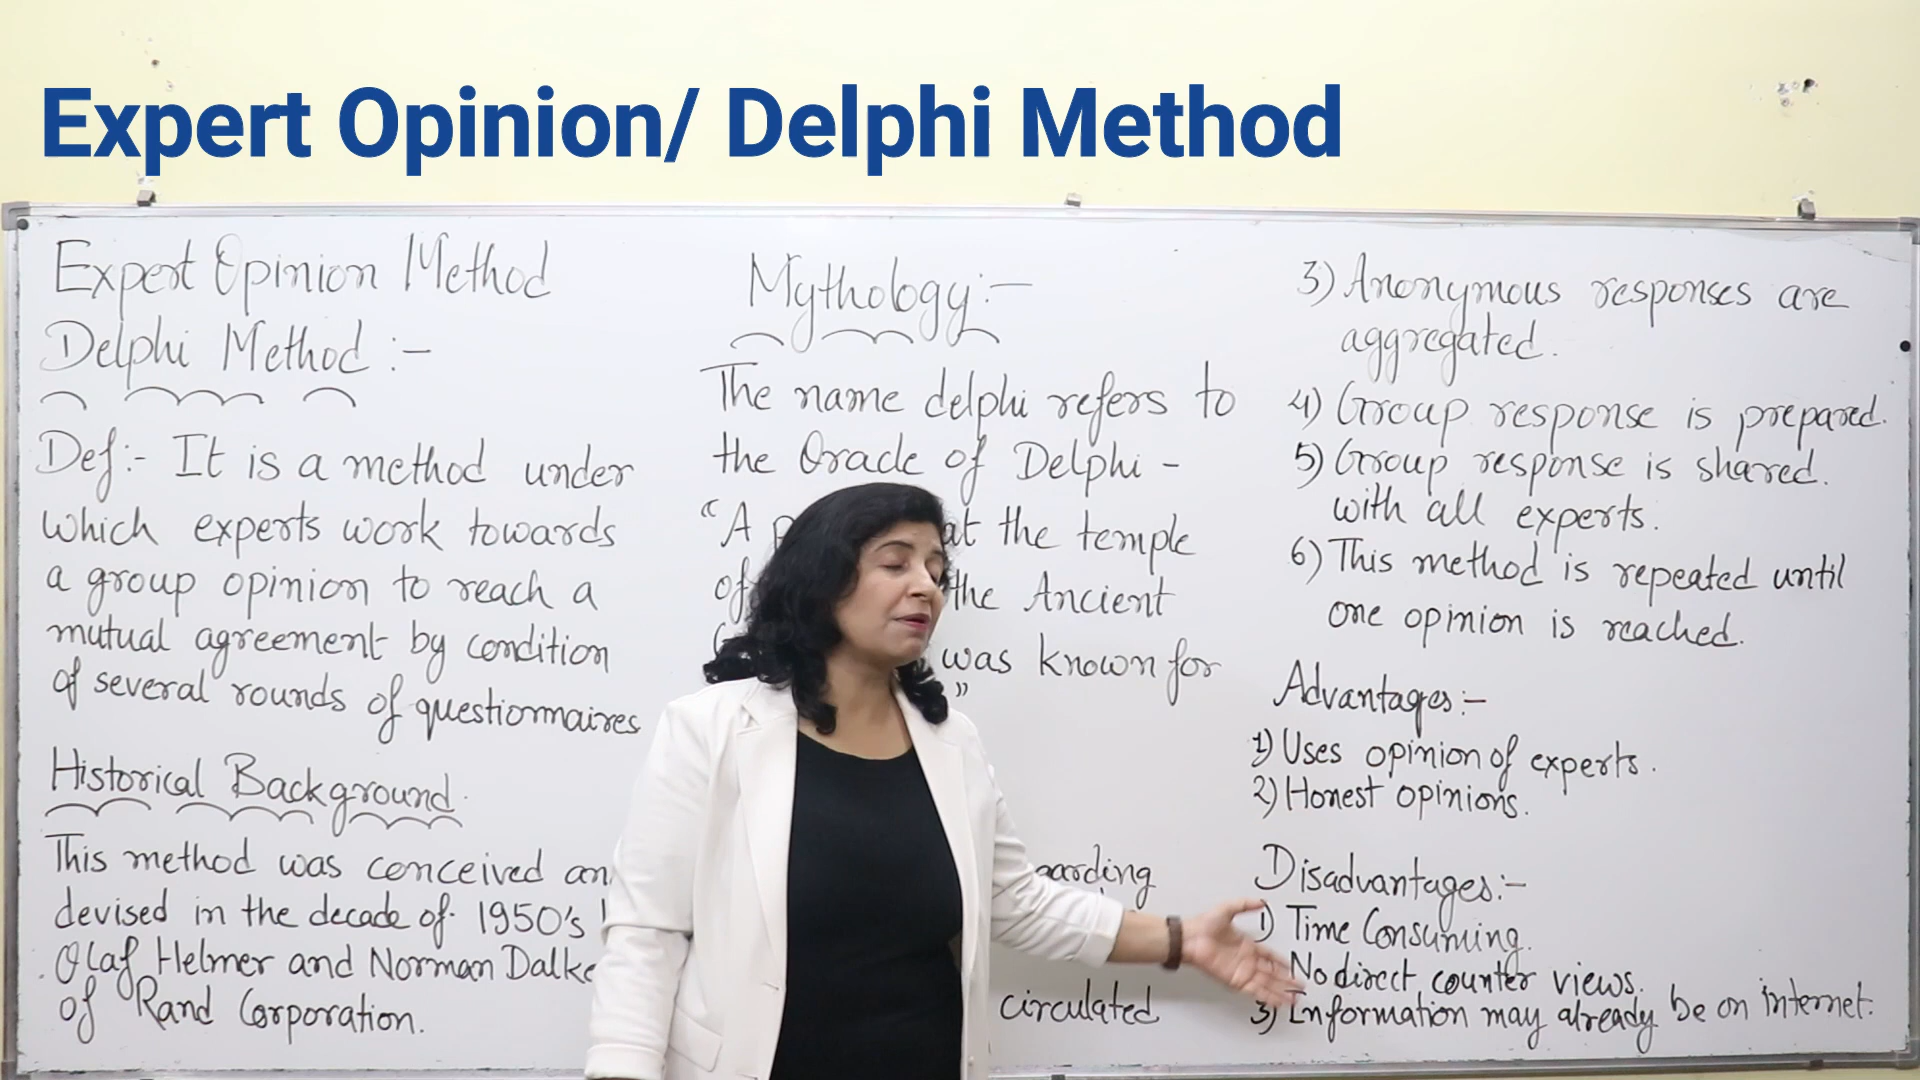 Expert Opinion/ Delphi Method
Expert Opinion Method
Delphi Method :-
Def:- It is a method under
which experts work towards
a group opinion to reach a
mutual agreement by condition
of several rounds of questionnaires
Historical Background.
This method was conceived an
devised in the decade of 1950's
Olaf Helmer and Norman Dalke
of Rand Corporation.
Mythology:-
The name delphi refers to
the Oracle of Delphi -
"A at the temple
of the Ancient
was known for
"
circulated
3) Anonymous responses are
aggregated.
4) Group response is prepared.
5) Group response is shared.
with all experts.
6) This method is repeated until
one opinion is reached.
Advantages:-
1) Uses opinion of experts.
2) Honest opinions.
Disadvantages:-
1) Time Consuming.
No direct counter views.
3) Information may already be on internet.